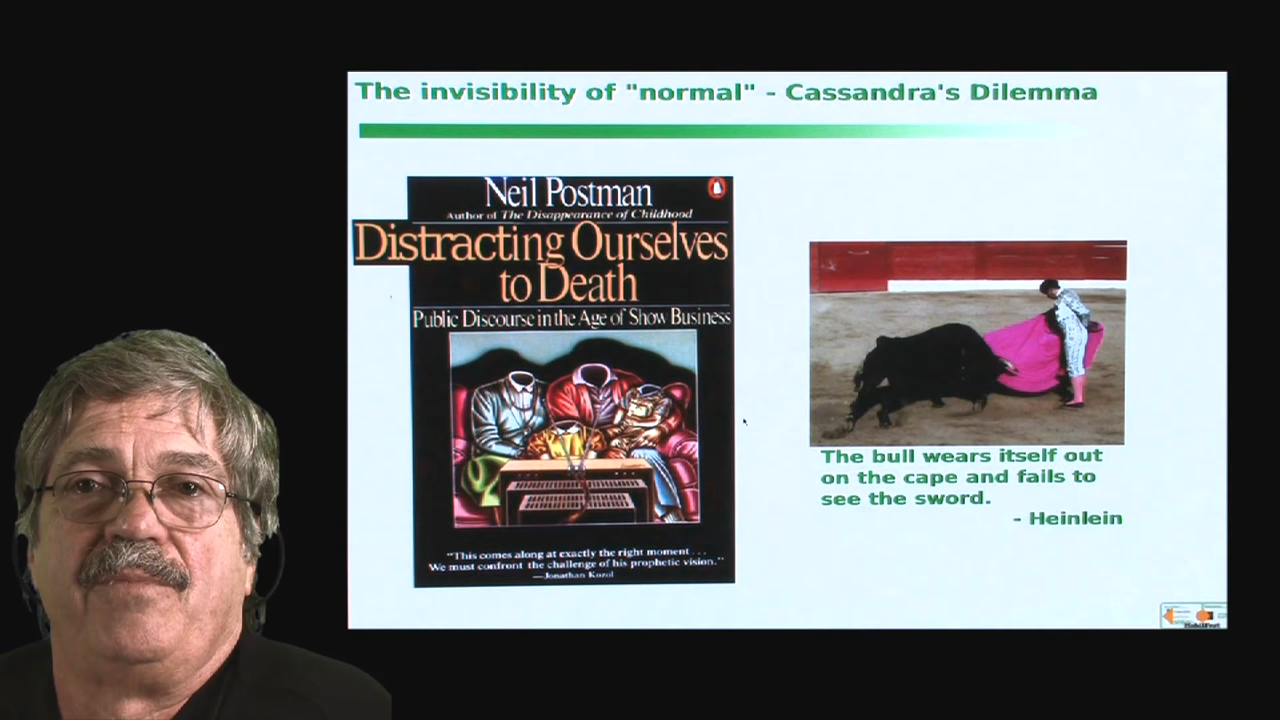 The invisibility of "normal" - Cassandra's Dilemma
Neil Postman
Author of The Disappearance of Childhood
Distracting Ourselves
to Death
Public Discourse in the Age of Show Business
"This comes along at exactly the right moment . . .
We must confront the challenge of his prophetic vision."
—Jonathan Kozol
The bull wears itself out
on the cape and fails to
see the sword.
- Heinlein